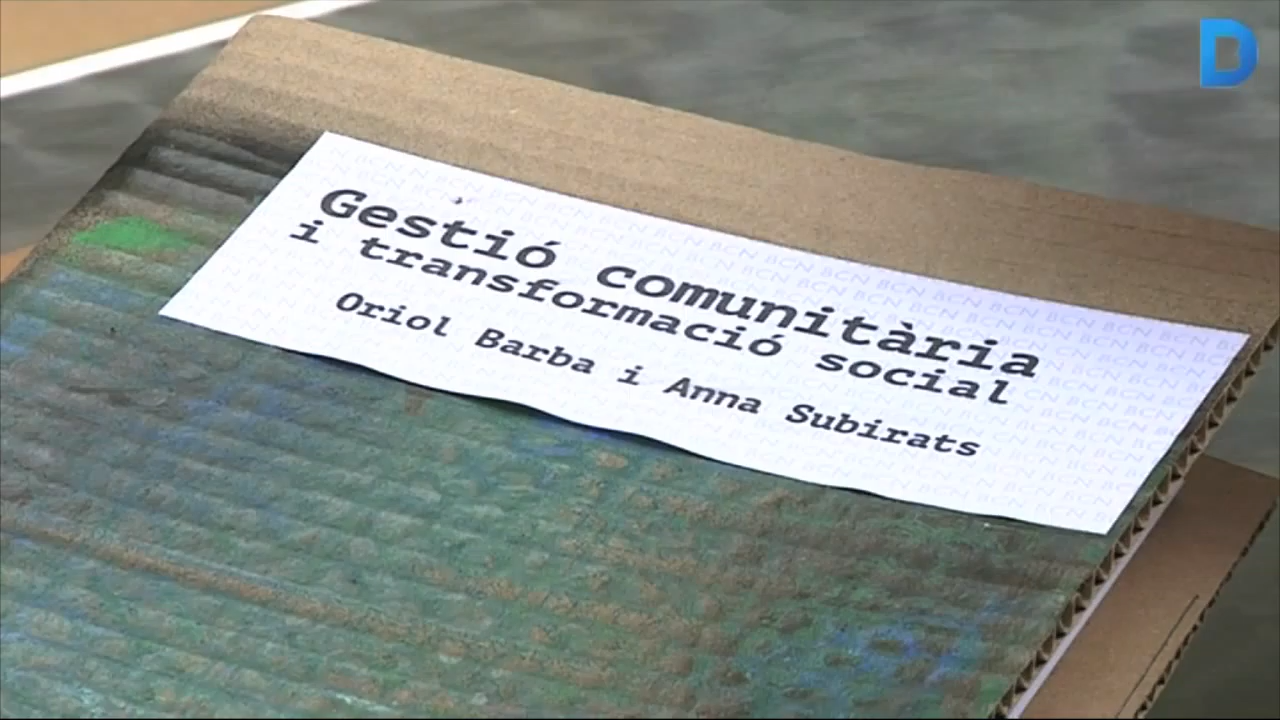 D
Gestió comunitària
i transformació social
Oriol Barba i Anna Subirats